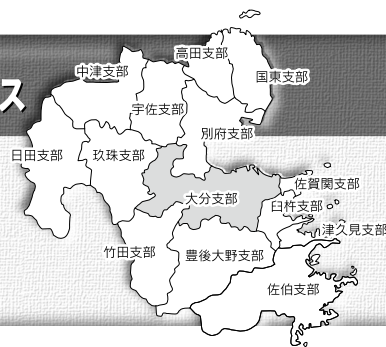 高田支部
中津支部
国東支部
ス
宇佐支部
別府支部
日田支部
玖珠支部
佐賀関支部
大分支部
臼杵支部
津久見支部
竹田支部
豊後大野支部
佐伯支部